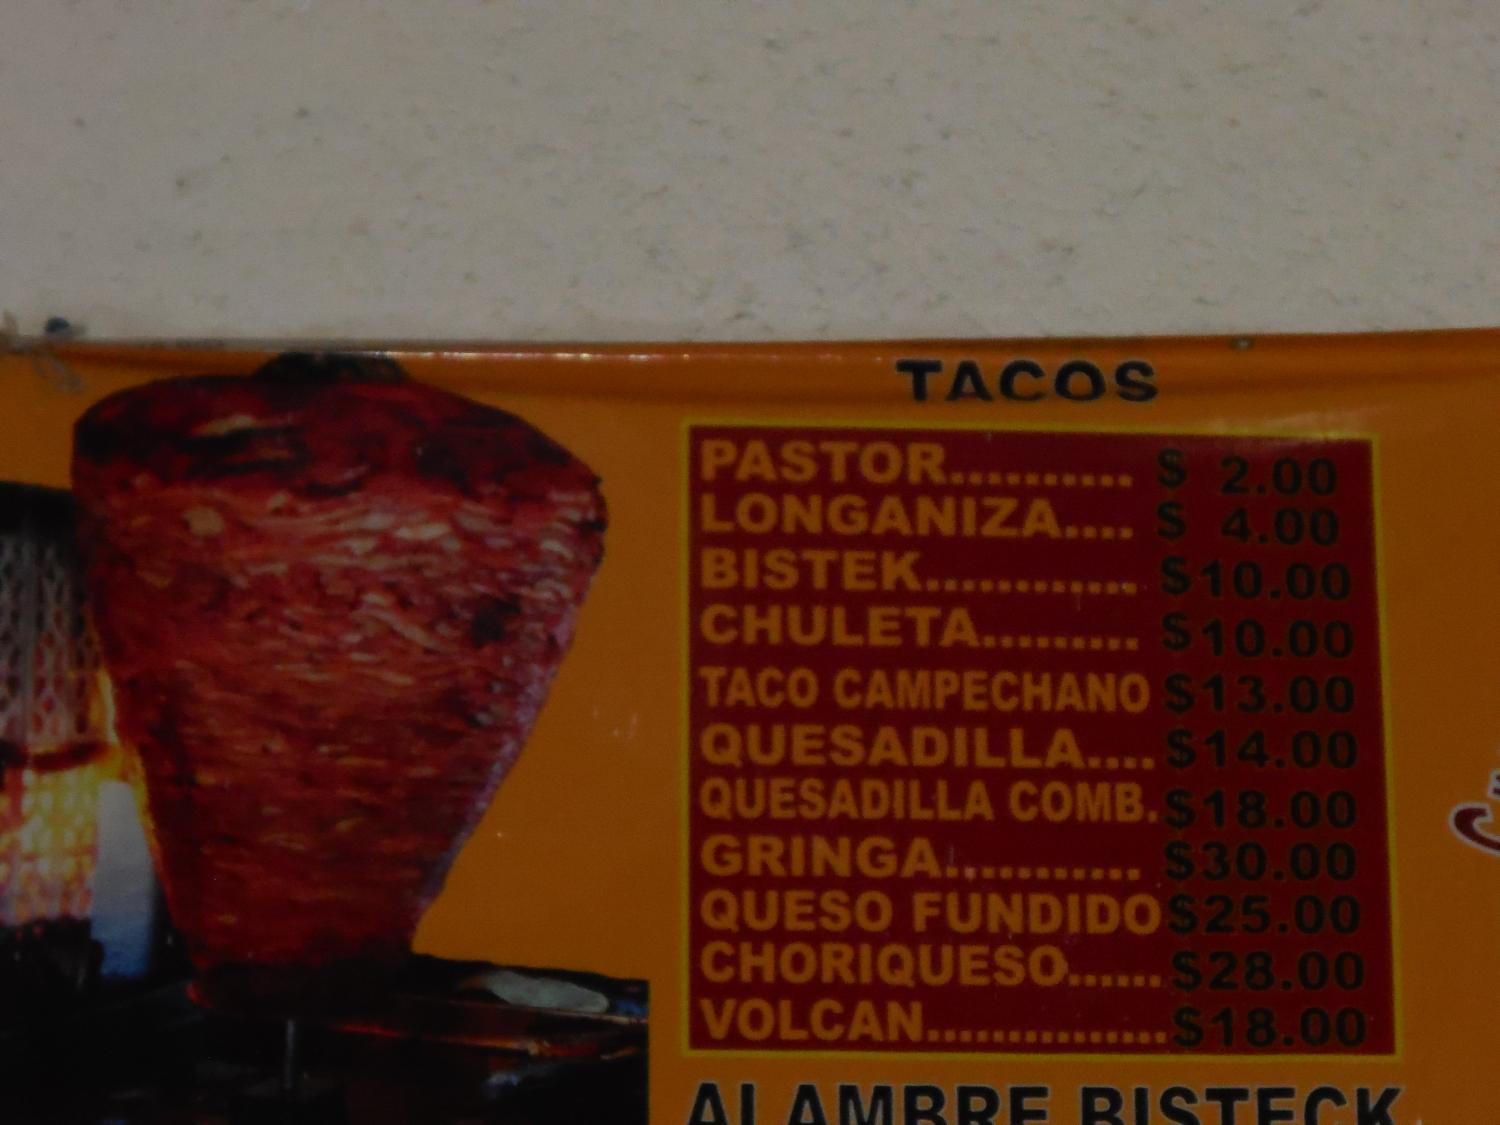 TACOS
PASTOR........... $ 2.00
LONGANIZA.... $ 4.00
BISTEK............. $10.00
CHULETA......... $10.00
TACO CAMPECHANO $13.00
QUESADILLA.... $14.00
QUESADILLA COMB. $18.00
GRINGA........... $30.00
QUESO FUNDIDO $25.00
CHORIQUESO...... $28.00
VOLCAN............... $18.00
ALAMBRE BISTECK